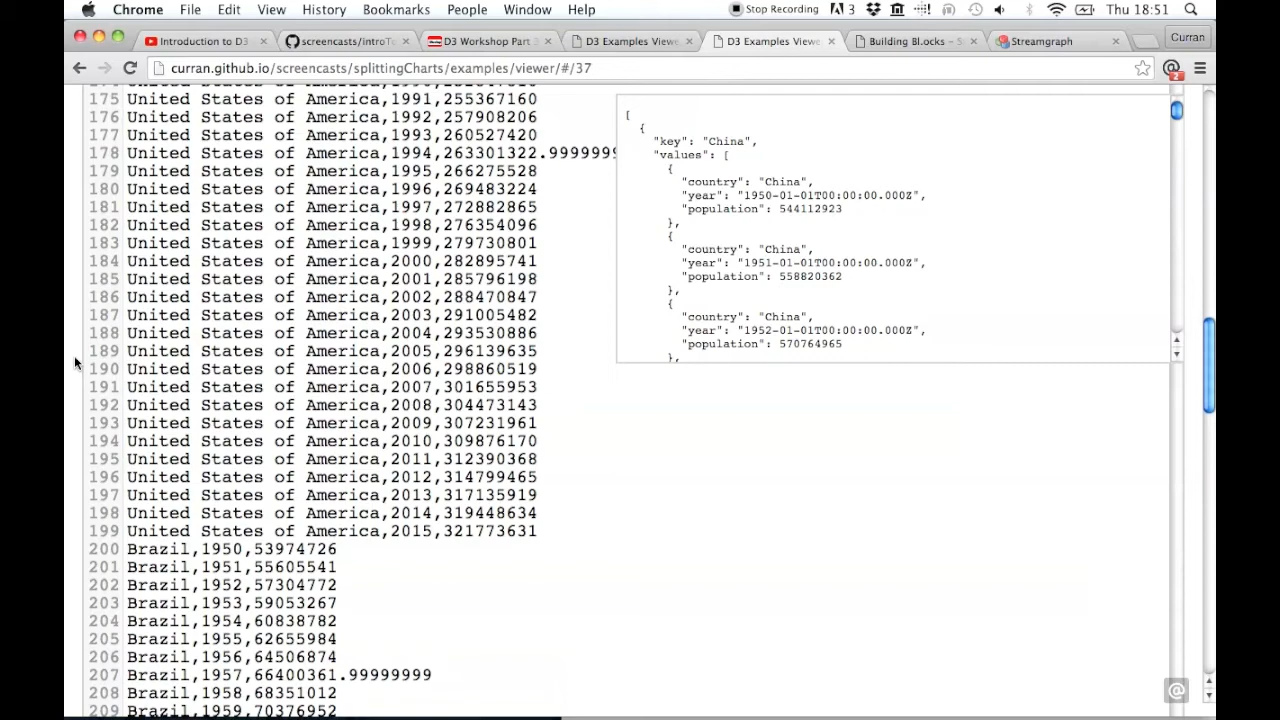 Chrome File Edit View History Bookmarks People Window Help Stop Recording 3 Thu 18:51
Introduction to D3 screencasts/introTu D3 Workshop Part D3 Examples Viewe D3 Examples Viewe Building Blocks – S Streamgraph Curran
curran.github.io/screencasts/splittingCharts/examples/viewer/#/37 2
175 United States of America,1991,255367160
176 United States of America,1992,257908206
177 United States of America,1993,260527420
178 United States of America,1994,263301322.9999999
179 United States of America,1995,266275528
180 United States of America,1996,269483224
181 United States of America,1997,272882865
182 United States of America,1998,276354096
183 United States of America,1999,279730801
184 United States of America,2000,282895741
185 United States of America,2001,285796198
186 United States of America,2002,288470847
187 United States of America,2003,291005482
188 United States of America,2004,293530886
189 United States of America,2005,296139635
190 United States of America,2006,298860519
191 United States of America,2007,301655953
192 United States of America,2008,304473143
193 United States of America,2009,307231961
194 United States of America,2010,309876170
195 United States of America,2011,312390368
196 United States of America,2012,314799465
197 United States of America,2013,317135919
198 United States of America,2014,319448634
199 United States of America,2015,321773631
200 Brazil,1950,53974726
201 Brazil,1951,55605541
202 Brazil,1952,57304772
203 Brazil,1953,59053267
204 Brazil,1954,60838782
205 Brazil,1955,62655984
206 Brazil,1956,64506874
207 Brazil,1957,66400361.99999999
208 Brazil,1958,68351012
209 Brazil,1959,70376952
[
{
"key": "China",
"values": [
{
"country": "China",
"year": "1950-01-01T00:00:00.000Z",
"population": 544112923
},
{
"country": "China",
"year": "1951-01-01T00:00:00.000Z",
"population": 558820362
},
{
"country": "China",
"year": "1952-01-01T00:00:00.000Z",
"population": 570764965
},
@